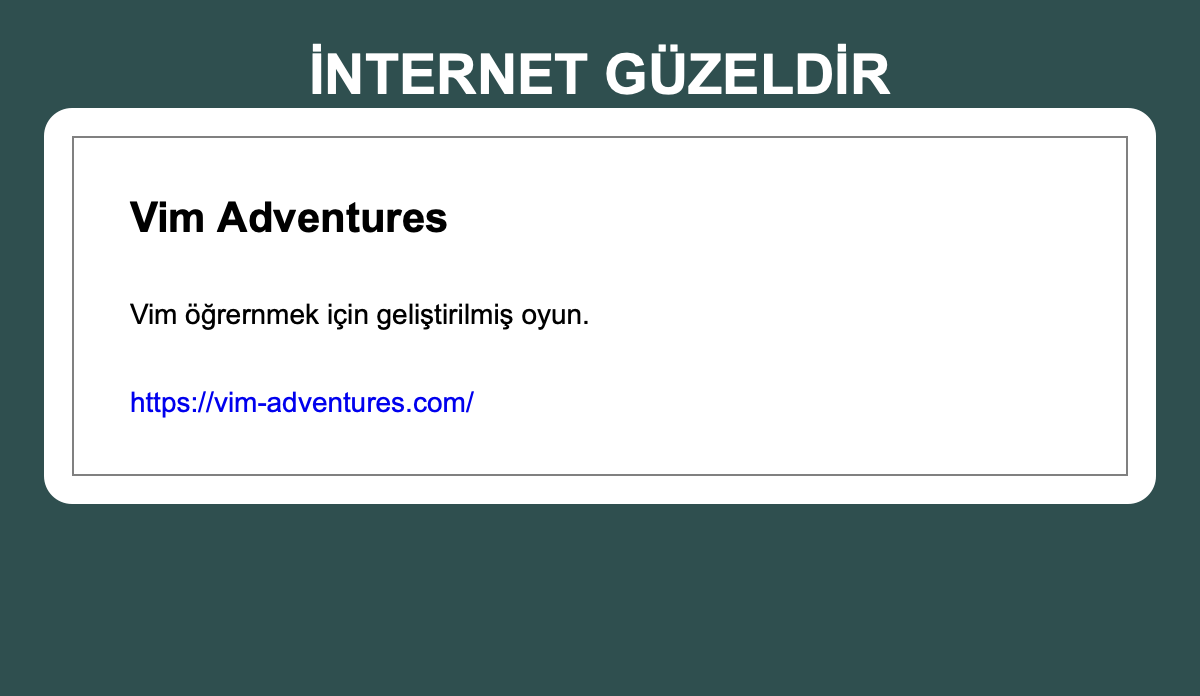 İNTERNET GÜZELDİR
Vim Adventures
Vim öğrernmek için geliştirilmiş oyun.
https://vim-adventures.com/